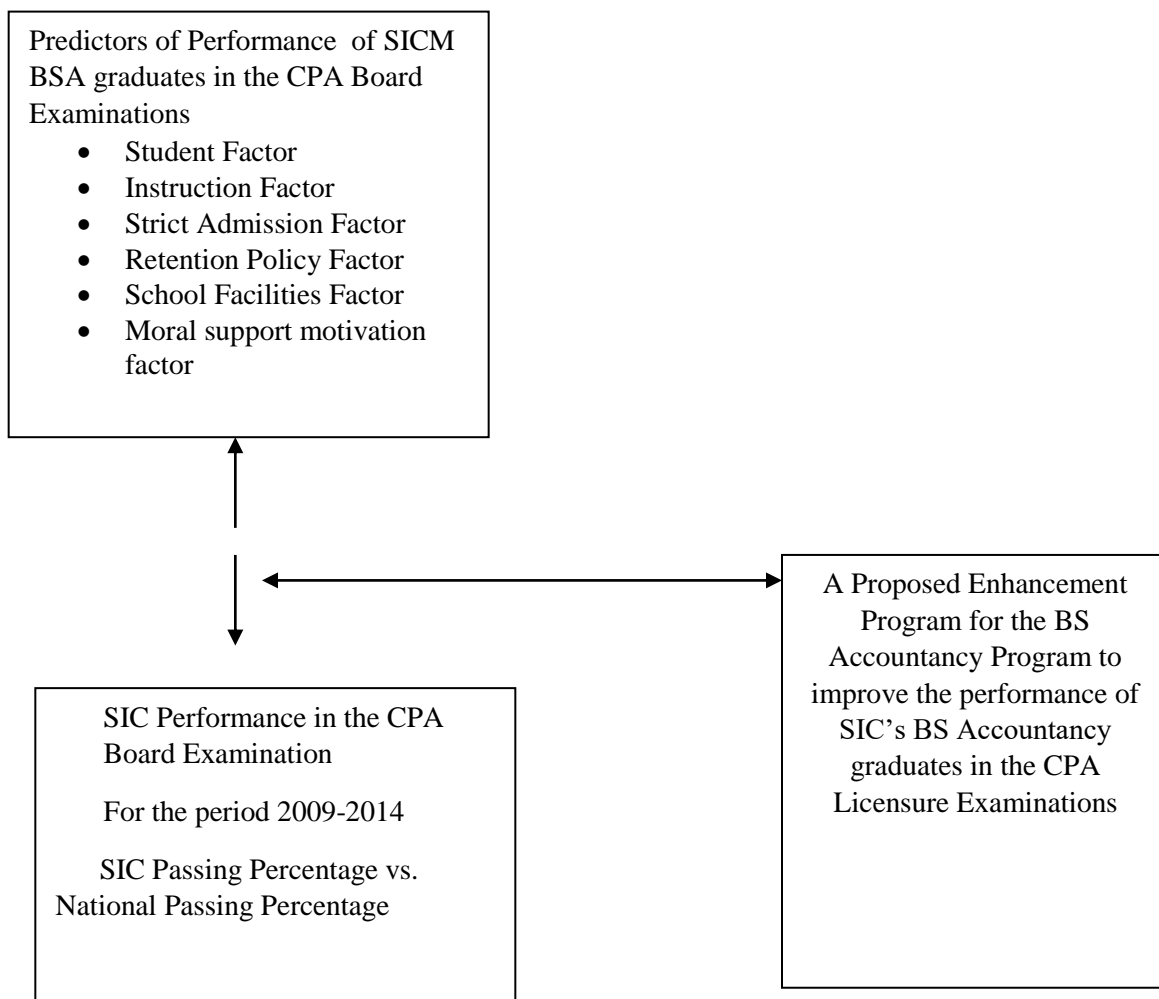 Predictors of Performance of SICM
BSA graduates in the CPA Board
Examinations
• Student Factor
• Instruction Factor
• Strict Admission Factor
• Retention Policy Factor
• School Facilities Factor
• Moral support motivation
factor
A Proposed Enhancement
Program for the BS
Accountancy Program to
improve the performance of
SIC’s BS Accountancy
graduates in the CPA
Licensure Examinations
SIC Performance in the CPA
Board Examination
For the period 2009-2014
SIC Passing Percentage vs.
National Passing Percentage